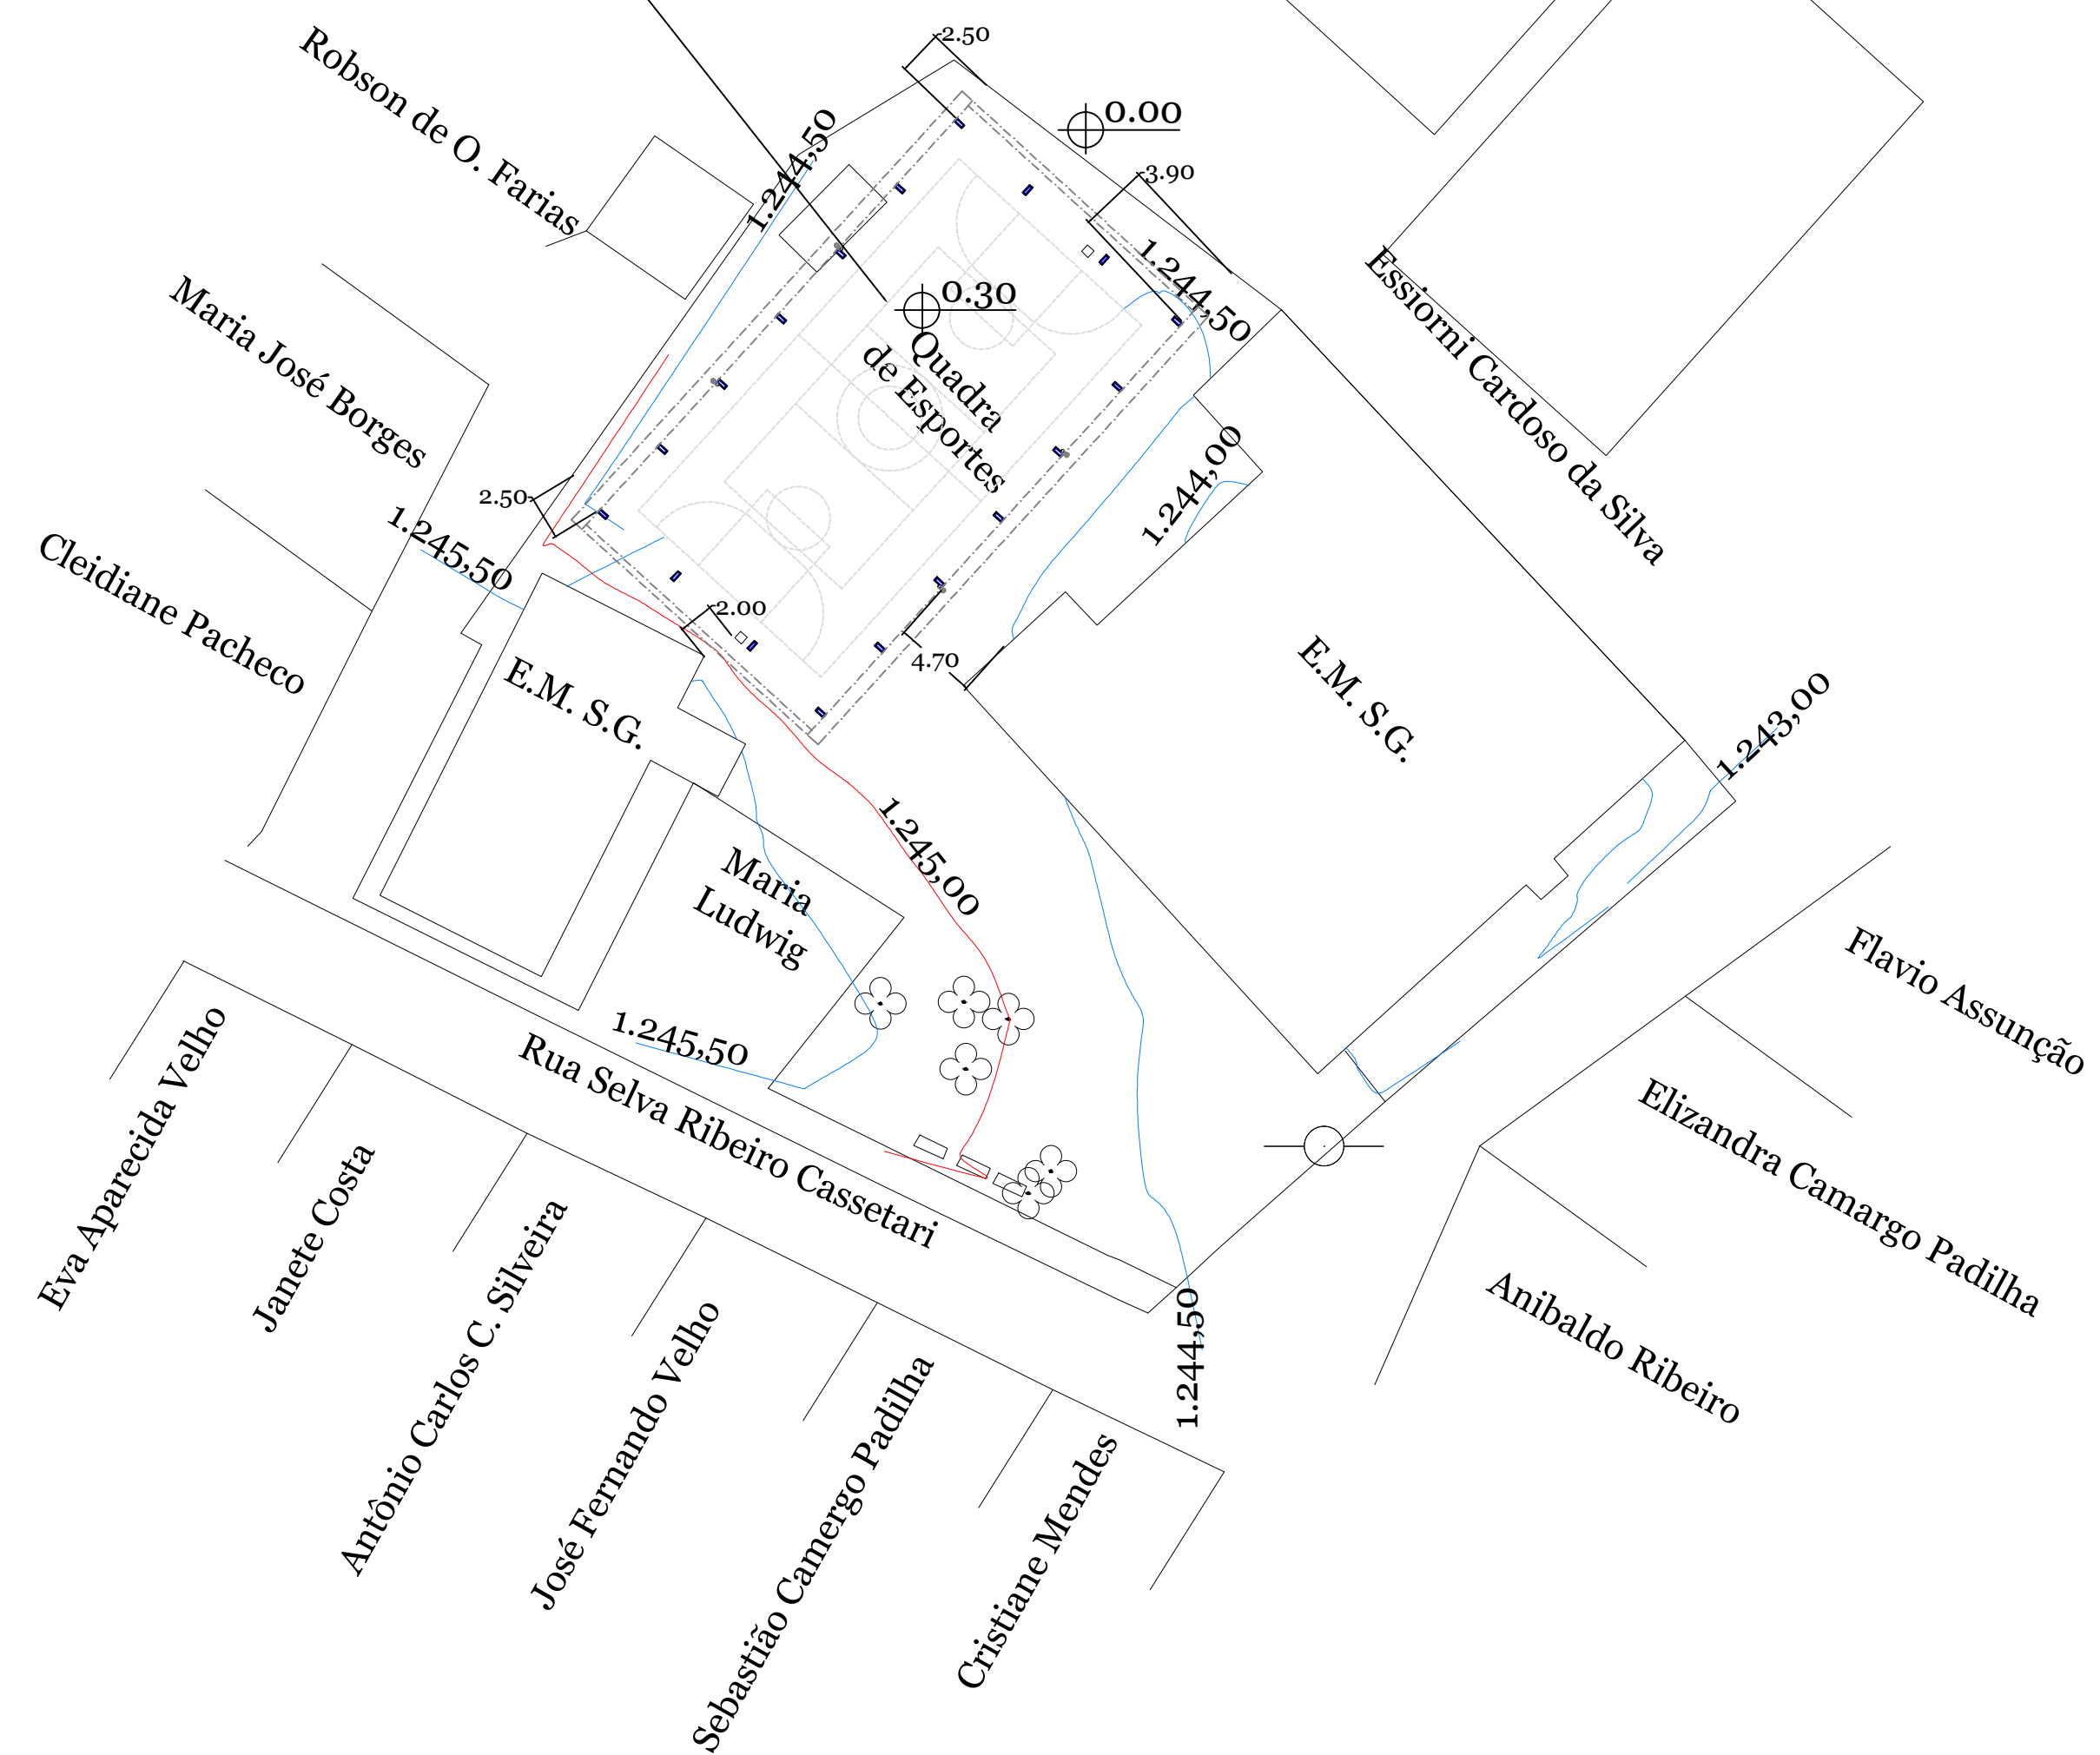 2.50
Robson de O. Farias
0.00
1.244,50
3.90
Maria José Borges
0.30
1.244,50
Essiorni Cardoso da Silva
Quadra
de Esportes
2.50
1.244,00
1.245,50
Cleidiane Pacheco
2.00
4.70
E.M. S.G.
E.M. S.G.
1.243,00
1.245,00
Maria
Ludwig
Flavio Assunção
1.245,50
Rua Selva Ribeiro Cassetari
Elizandra Camargo Padilha
Anibaldo Ribeiro
1.244,50
Eva Aparecida Velho
Janete Costa
Antônio Carlos C. Silveira
José Fernando Velho
Sebastião Camergo Padilha
Cristiane Mendes